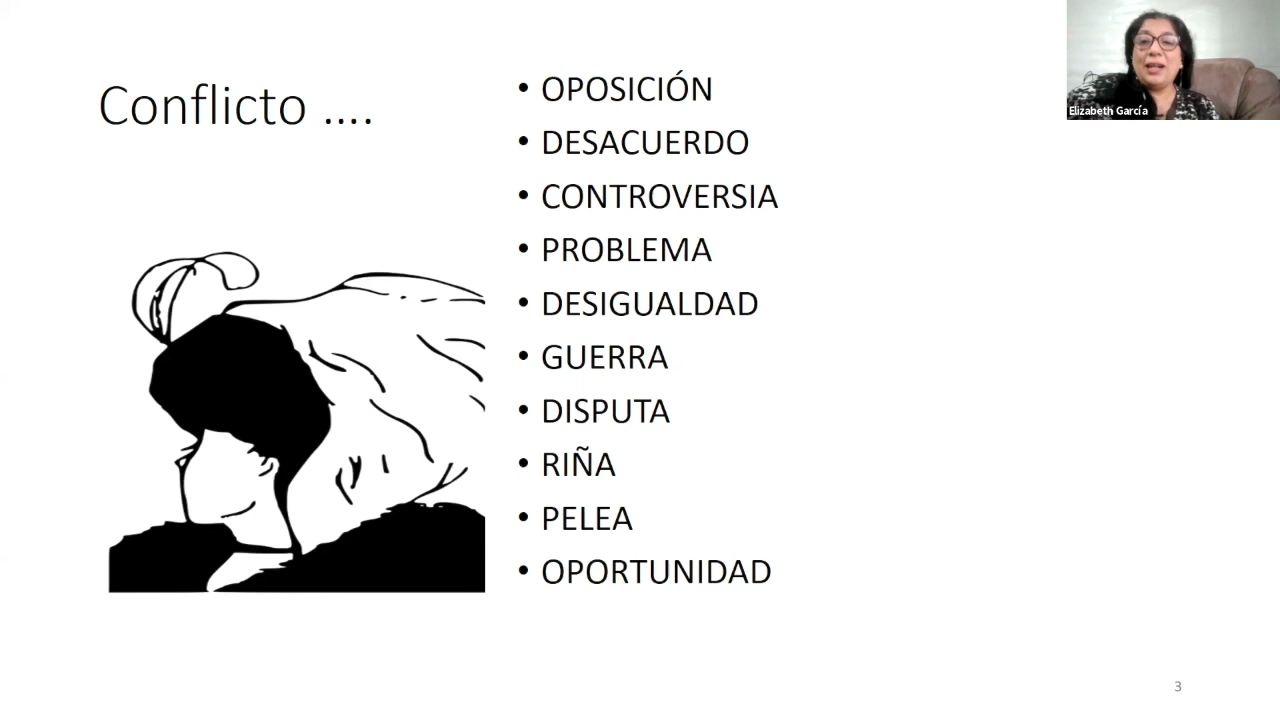 Conflicto ....
• OPOSICIÓN
• DESACUERDO
• CONTROVERSIA
• PROBLEMA
• DESIGUALDAD
• GUERRA
• DISPUTA
• RIÑA
• PELEA
• OPORTUNIDAD
Elizabeth García
3